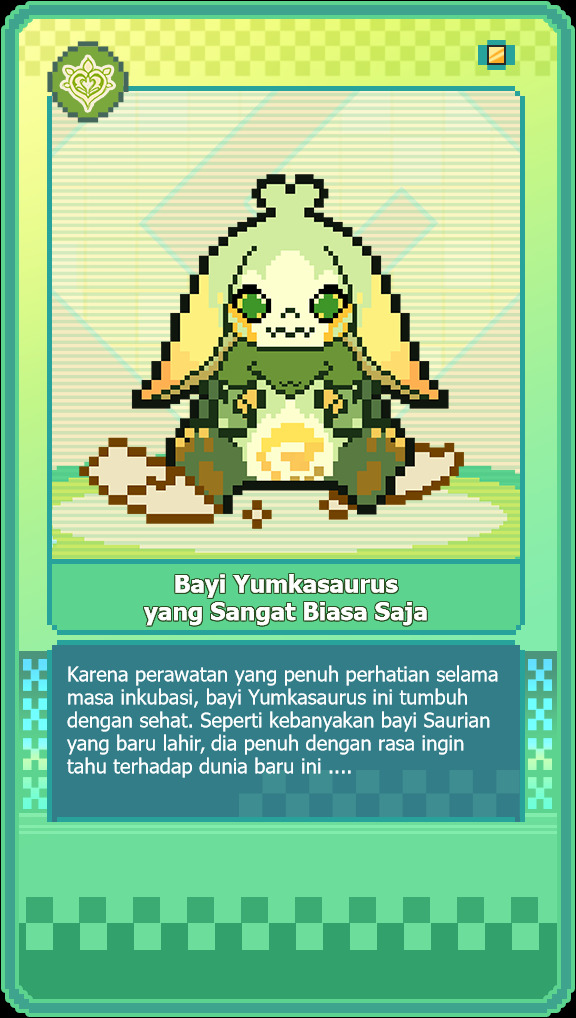 Bayi Yumkasaurus
yang Sangat Biasa Saja
Karena perawatan yang penuh perhatian selama
masa inkubasi, bayi Yumkasaurus ini tumbuh
dengan sehat. Seperti kebanyakan bayi Saurian
yang baru lahir, dia penuh dengan rasa ingin
tahu terhadap dunia baru ini ....